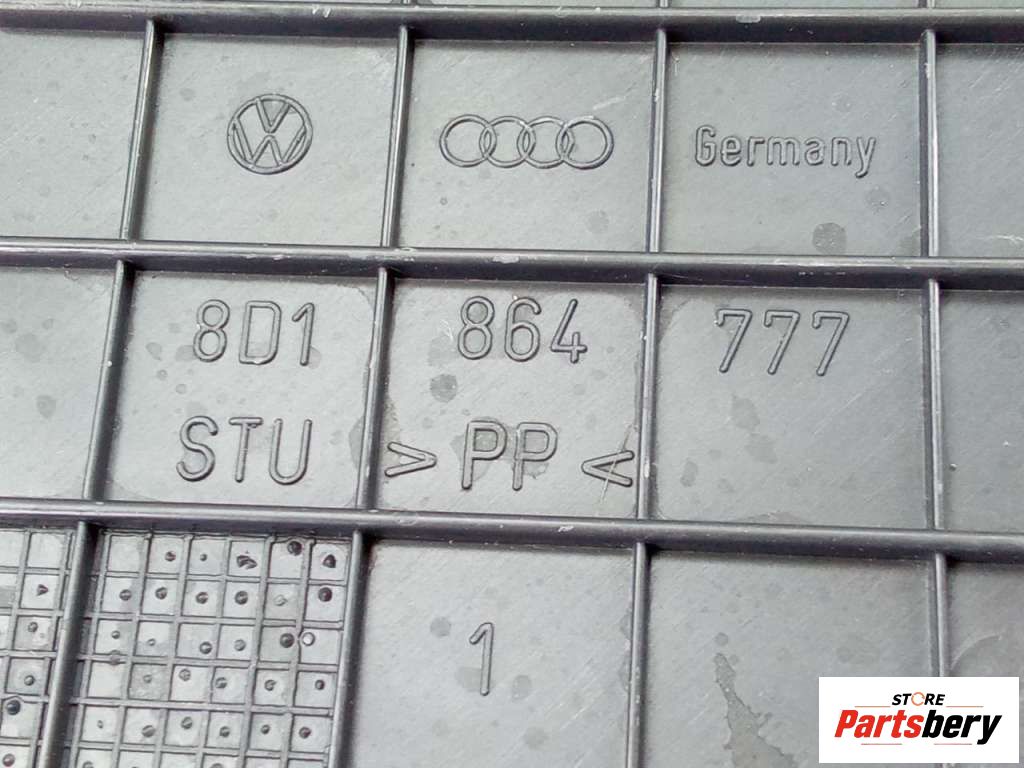 Germany
8D1 864 777
STU > PP <
1
STORE
Partsbery